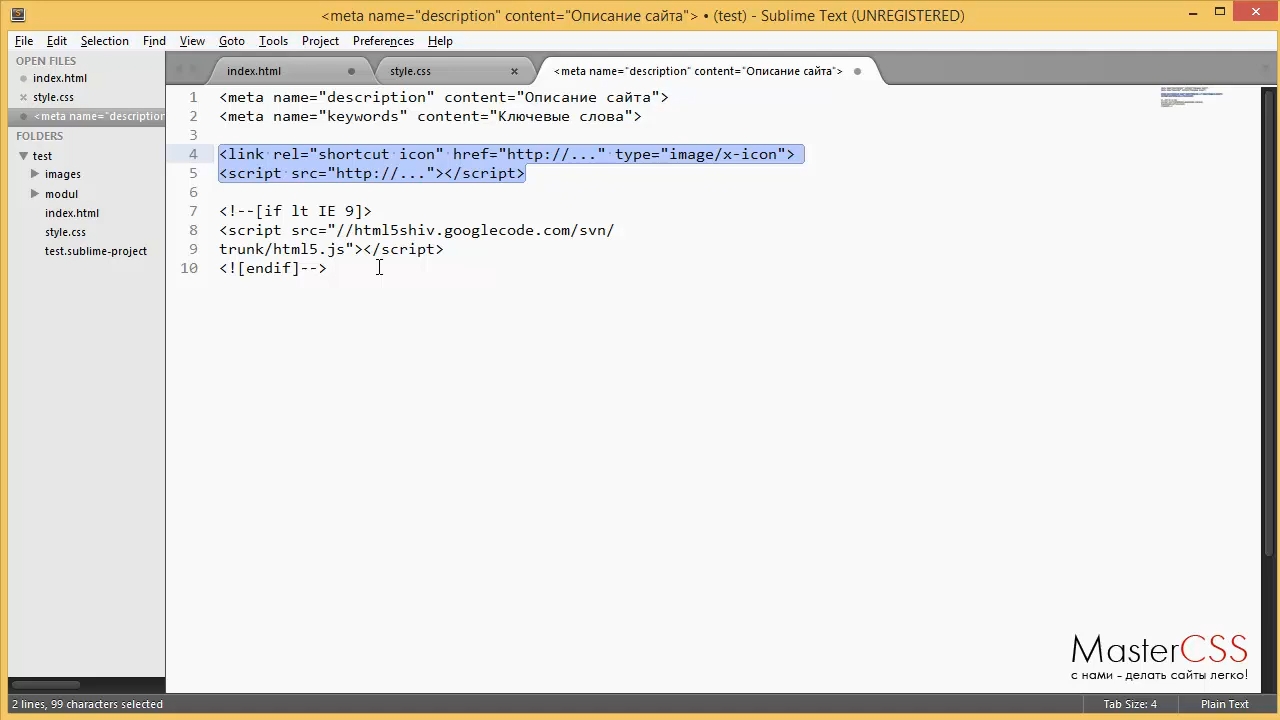 <meta name="description" content="Описание сайта"> • (test) - Sublime Text (UNREGISTERED)
File Edit Selection Find View Goto Tools Project Preferences Help
OPEN FILES
index.html
style.css
<meta name="description
FOLDERS
test
images
modul
index.html
style.css
test.sublime-project
index.html style.css <meta name="description" content="Описание сайта">
1 <meta name="description" content="Описание сайта">
2 <meta name="keywords" content="Ключевые слова">
3
4 <link rel="shortcut icon" href="http://..." type="image/x-icon">
5 <script src="http://..."></script>
6
7 <!--[if lt IE 9]>
8 <script src="//html5shiv.googlecode.com/svn/
9 trunk/html5.js"></script>
10 <![endif]-->
MasterCSS
с нами - делать сайты легко!
2 lines, 99 characters selected Tab Size: 4 Plain Text